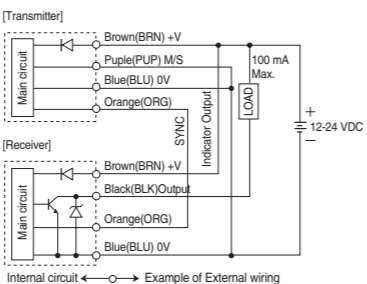 [Transmitter]
Main circuit
Brown(BRN) +V
Puple(PUP) M/S
Blue(BLU) 0V
Orange(ORG)
SYNC
Indicator Output
100 mA
Max.
LOAD
+
12-24 VDC
−
[Receiver]
Main circuit
Brown(BRN) +V
Black(BLK)Output
Orange(ORG)
Blue(BLU) 0V
Internal circuit
Example of External wiring